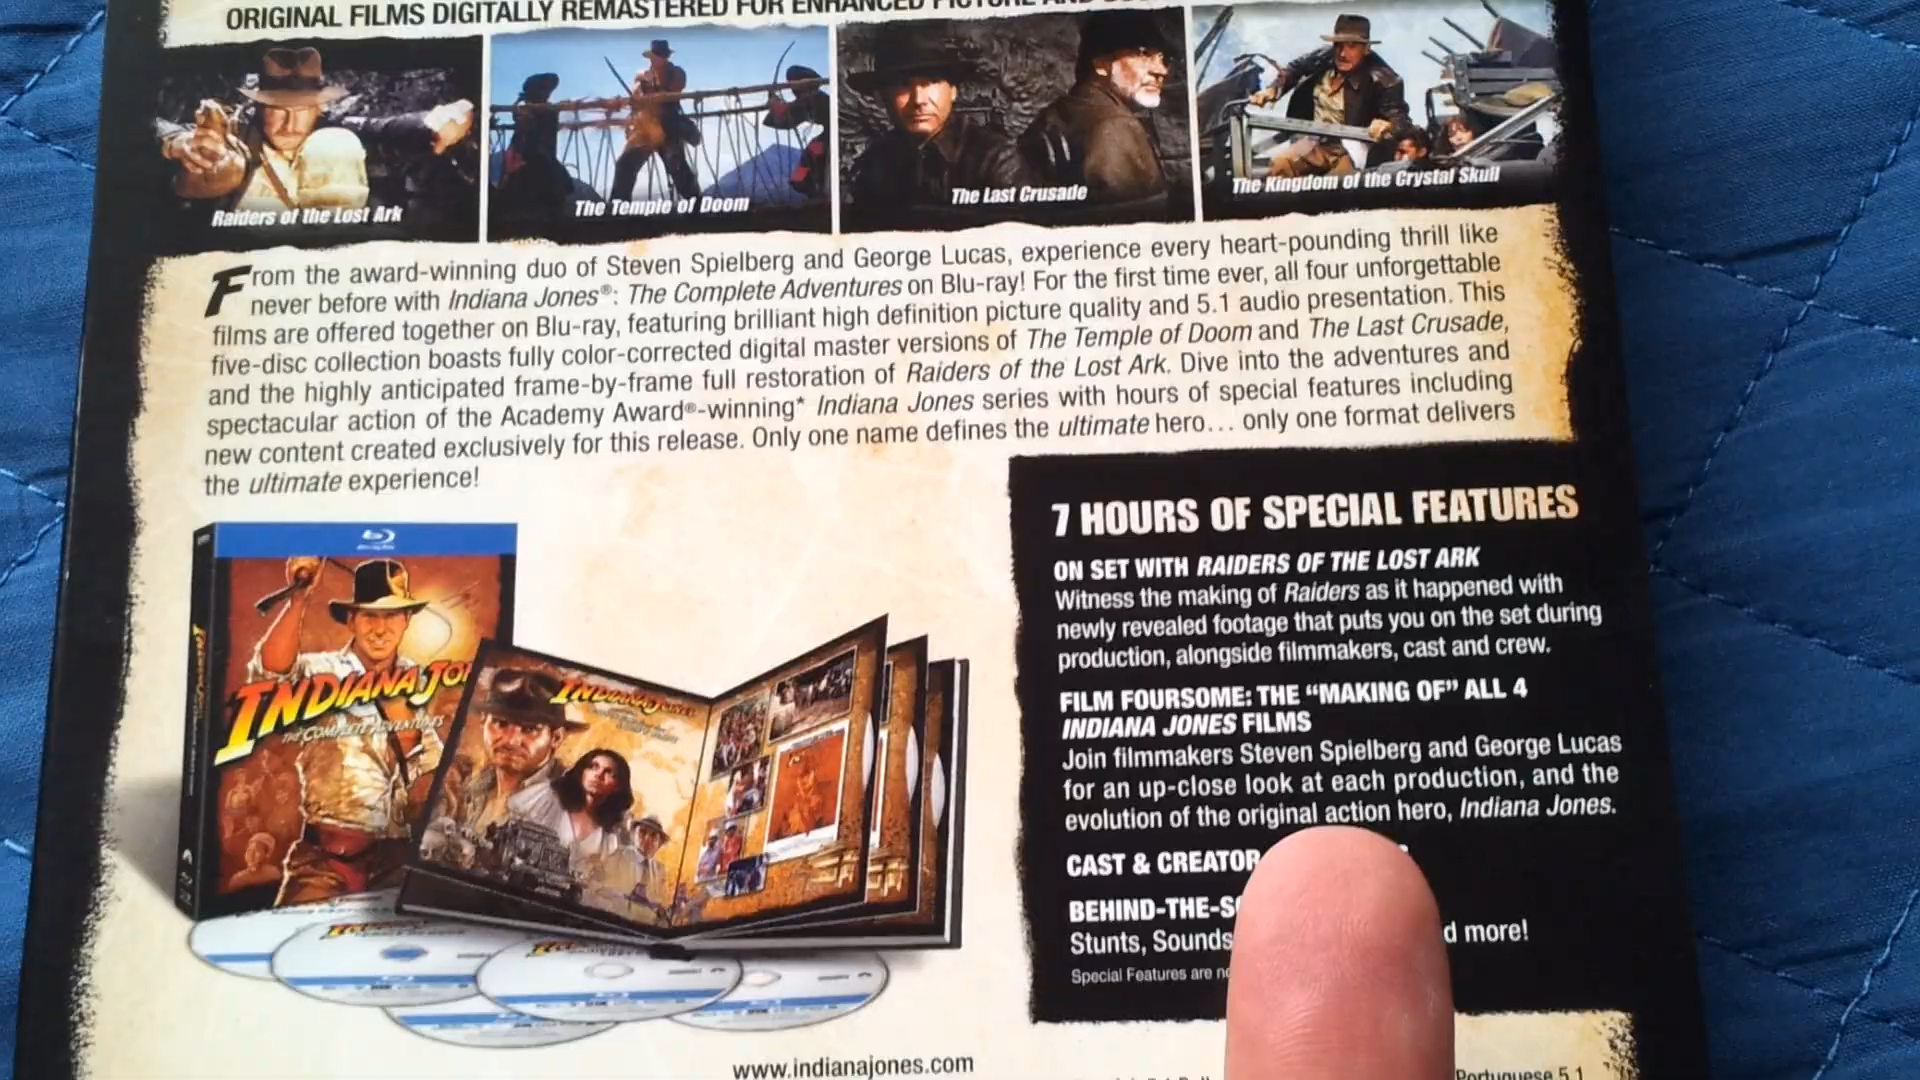 ORIGINAL FILMS DIGITALLY REMASTERED FOR ENHANCED PICTURE AND
Raiders of the Lost Ark
The Temple of Doom
The Last Crusade
The Kingdom of the Crystal Skull
From the award-winning duo of Steven Spielberg and George Lucas, experience every heart-pounding thrill like
never before with Indiana Jones®: The Complete Adventures on Blu-ray! For the first time ever, all four unforgettable
films are offered together on Blu-ray, featuring brilliant high definition picture quality and 5.1 audio presentation. This
five-disc collection boasts fully color-corrected digital master versions of The Temple of Doom and The Last Crusade,
and the highly anticipated frame-by-frame full restoration of Raiders of the Lost Ark. Dive into the adventures and
spectacular action of the Academy Award®-winning* Indiana Jones series with hours of special features including
new content created exclusively for this release. Only one name defines the ultimate hero... only one format delivers
the ultimate experience!
INDIANA JO
THE COMPLETE ADVENTURES
INDIANA JONES
7 HOURS OF SPECIAL FEATURES
ON SET WITH RAIDERS OF THE LOST ARK
Witness the making of Raiders as it happened with
newly revealed footage that puts you on the set during
production, alongside filmmakers, cast and crew.
FILM FOURSOME: THE “MAKING OF” ALL 4
INDIANA JONES FILMS
Join filmmakers Steven Spielberg and George Lucas
for an up-close look at each production, and the
evolution of the original action hero, Indiana Jones.
CAST & CREATOR
BEHIND-THE-S
Stunts, Sounds d more!
Special Features are
www.indianajones.com
Portuguese 5.1